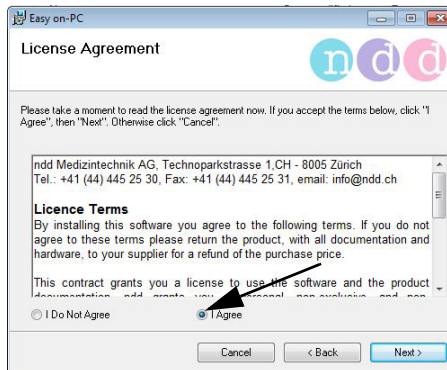 Easy on-PC
License Agreement
ndd
Please take a moment to read the license agreement now. If you accept the terms below, click "I
Agree", then "Next". Otherwise click "Cancel".
ndd Medizintechnik AG, Technoparkstrasse 1,CH - 8005 Zürich
Tel.: +41 (44) 445 25 30, Fax: +41 (44) 445 25 31, email: info@ndd.ch
Licence Terms
By installing this software you agree to the following terms. If you do not
agree to these terms please return the product, with all documentation and
hardware, to your supplier for a refund of the purchase price.
This contract grants you a license to use the software and the product
documentation. ndd grants you
I Do Not Agree
I Agree
Cancel
< Back
Next >